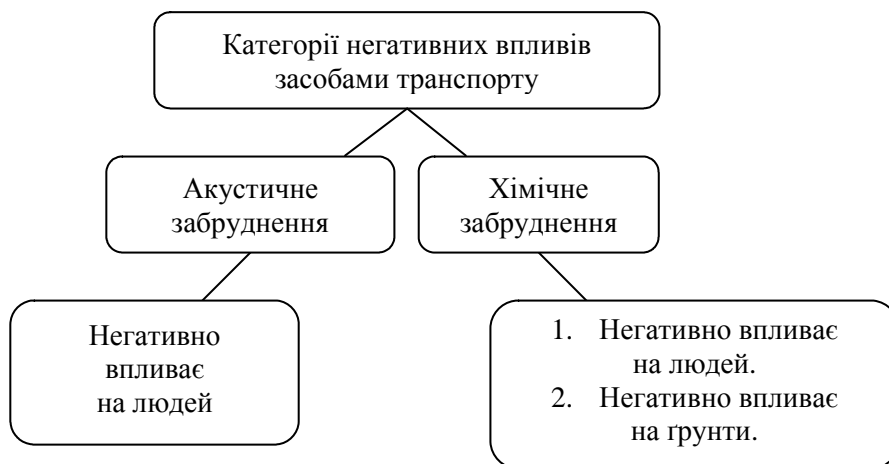 Категорії негативних впливів
засобами транспорту
Акустичне
забруднення
Хімічне
забруднення
Негативно
впливає
на людей
1. Негативно впливає
на людей.
2. Негативно впливає
на ґрунти.